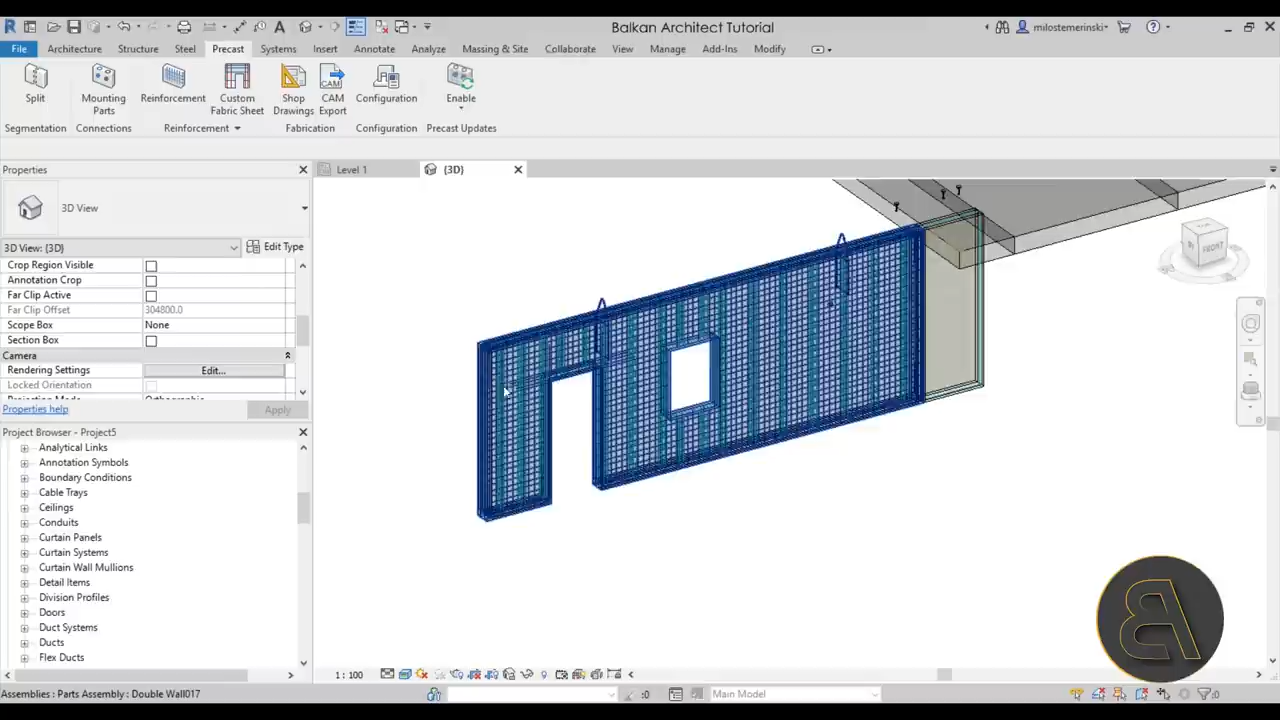 Balkan Architect Tutorial
milostemerinski
File Architecture Structure Steel Precast Systems Insert Annotate Analyze Massing & Site Collaborate View Manage Add-Ins Modify
Split Mounting Parts Reinforcement Custom Fabric Sheet Shop Drawings CAM Export Configuration Enable
Segmentation Connections Reinforcement Fabrication Configuration Precast Updates
Properties
Level 1
{3D}
3D View
3D View: {3D}
Edit Type
Crop Region Visible
Annotation Crop
Far Clip Active
Far Clip Offset 304800.0
Scope Box None
Section Box
Camera
Rendering Settings Edit...
Locked Orientation
Projection Mode Orthographic
Properties help
Apply
TOP
FRONT
Project Browser - Project5
Analytical Links
Annotation Symbols
Boundary Conditions
Cable Trays
Ceilings
Conduits
Curtain Panels
Curtain Systems
Curtain Wall Mullions
Detail Items
Division Profiles
Doors
Duct Systems
Ducts
Flex Ducts
1 : 100
Assemblies : Parts Assembly : Double Wall017
:0
Main Model
:0